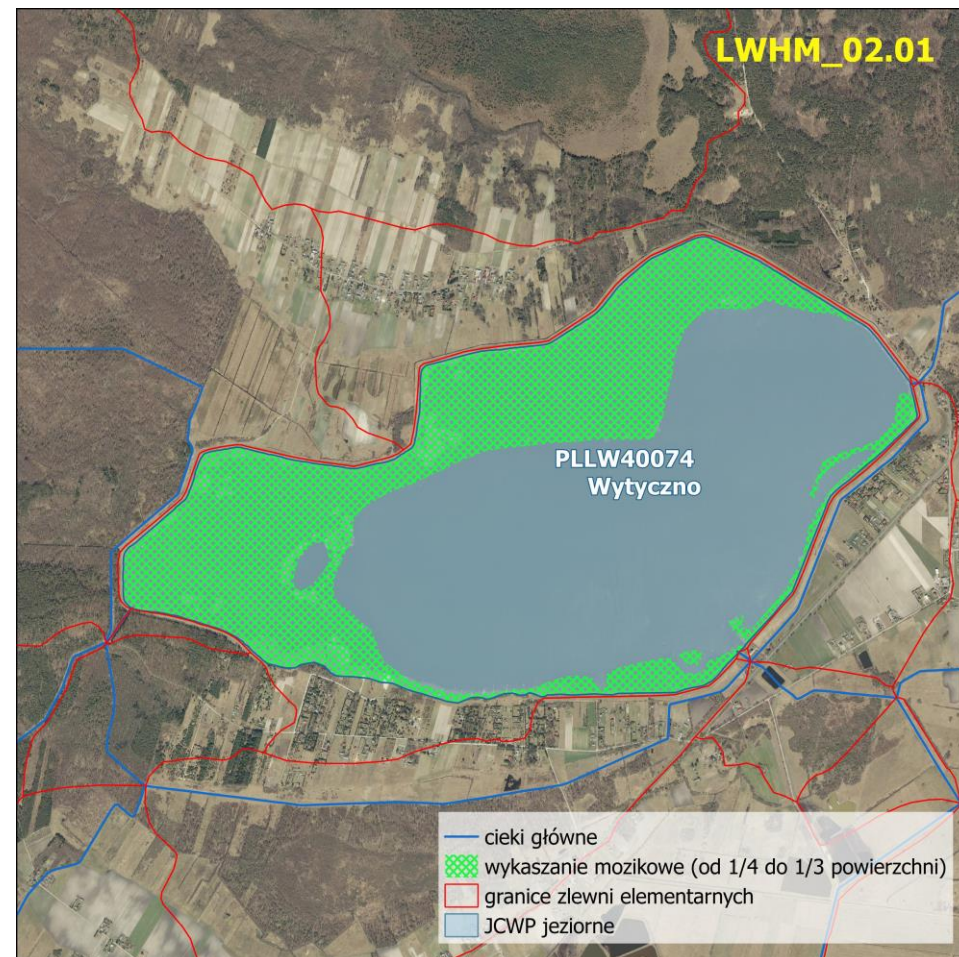 LWHM_02.01
PLLW40074
Wytyczno
cieki główne
wykaszanie mozikowe (od 1/4 do 1/3 powierzchni)
granice zlewni elementarnych
JCWP jeziorne